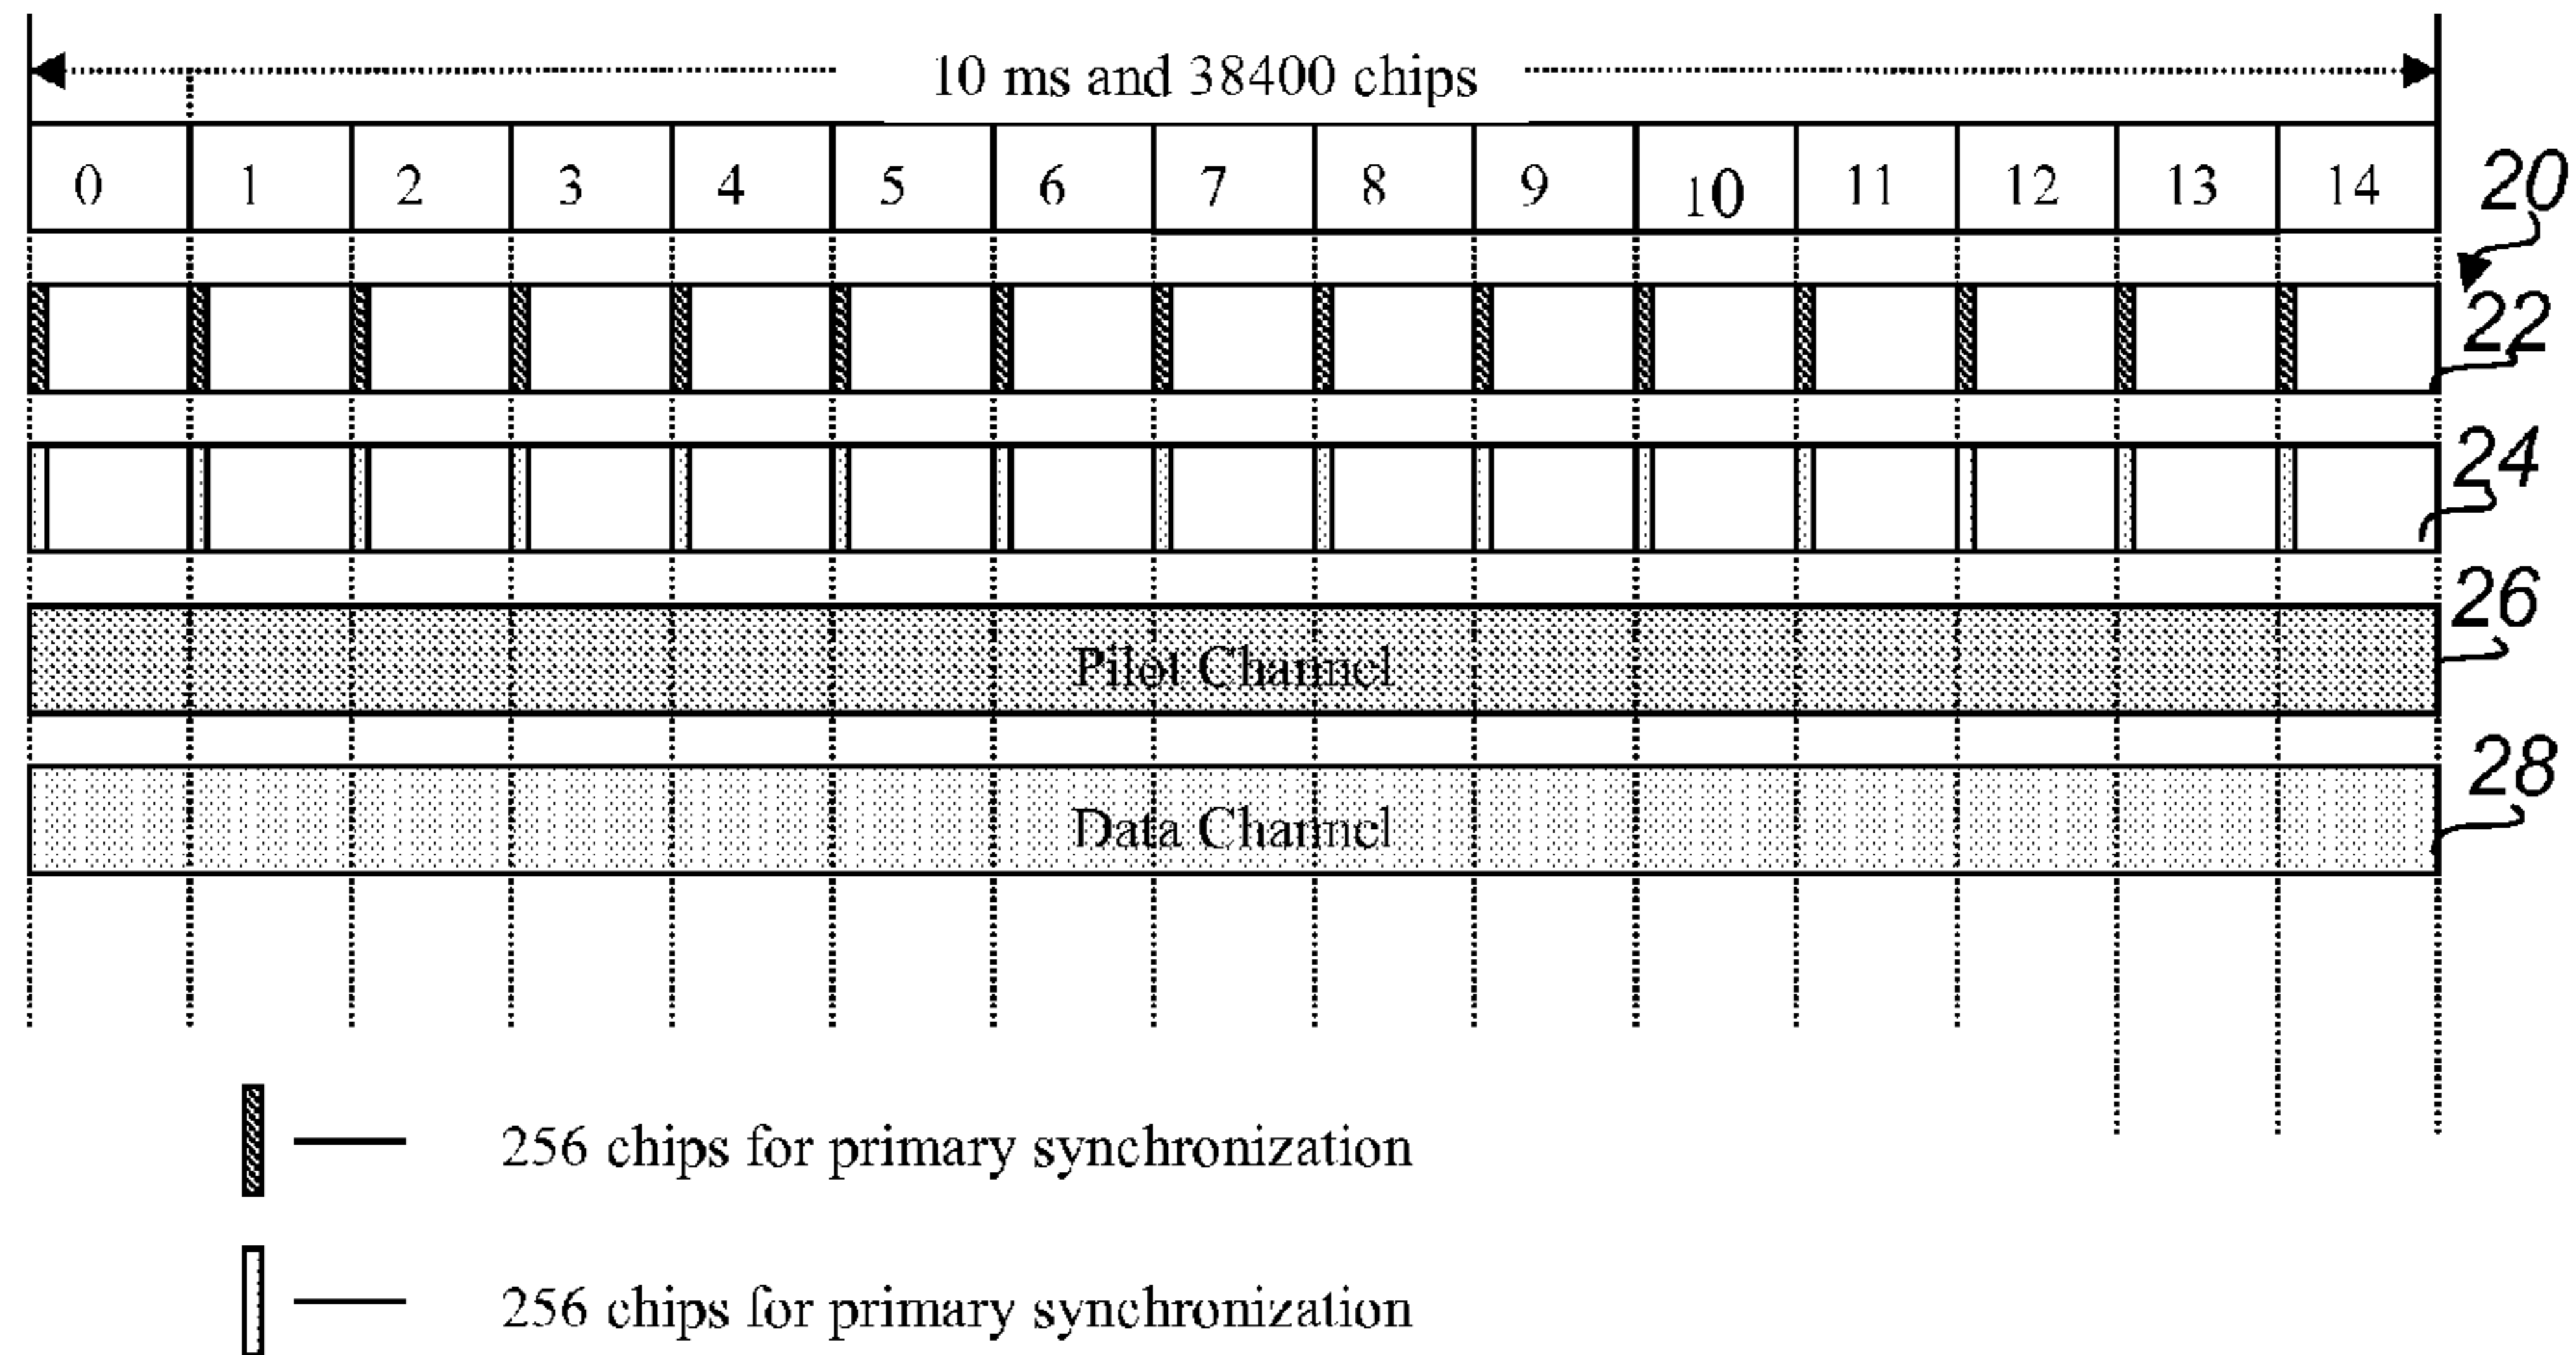 10 ms and 38400 chips
0 1 2 3 4 5 6 7 8 9 10 11 12 13 14
20
22
24
26
Pilot Channel
28
Data Channel
256 chips for primary synchronization
256 chips for primary synchronization